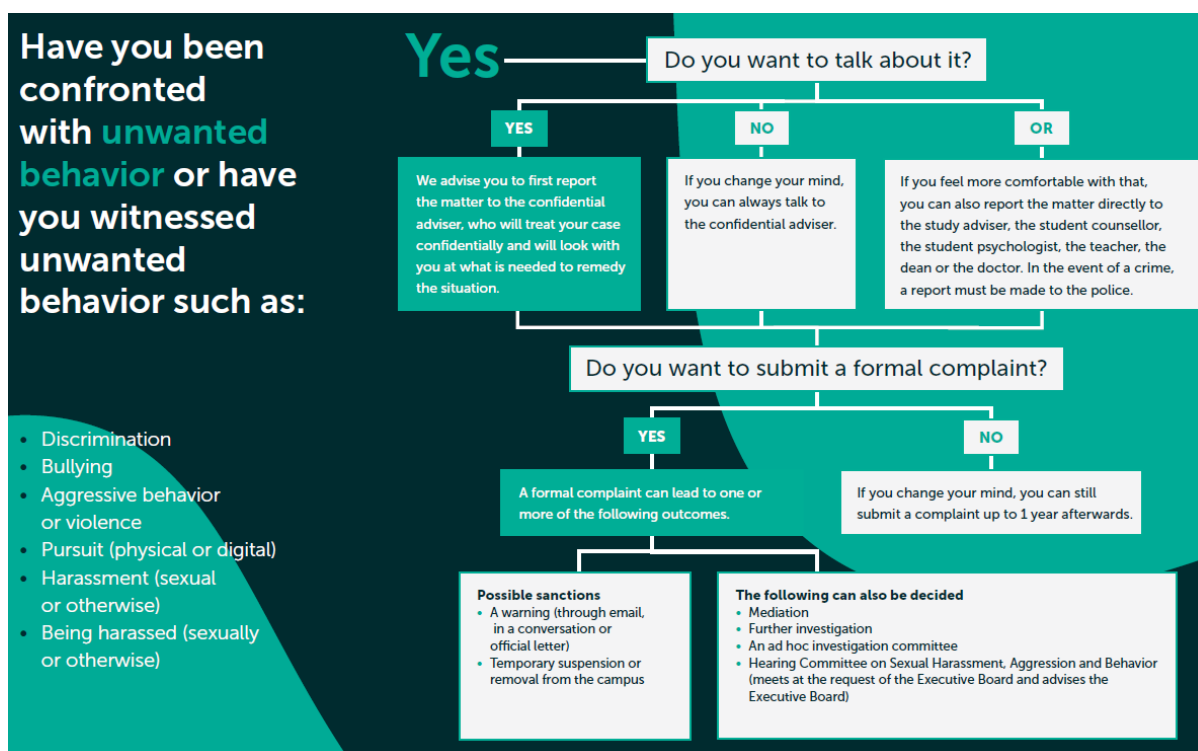 Have you been
confronted
with unwanted
behavior or have
you witnessed
unwanted
behavior such as:
• Discrimination
• Bullying
• Aggressive behavior
or violence
• Pursuit (physical or digital)
• Harassment (sexual
or otherwise)
• Being harassed (sexually
or otherwise)
Yes
Do you want to talk about it?
YES
We advise you to first report
the matter to the confidential
adviser, who will treat your case
confidentially and will look with
you at what is needed to remedy
the situation.
NO
If you change your mind,
you can always talk to
the confidential adviser.
OR
If you feel more comfortable with that,
you can also report the matter directly to
the study adviser, the student counsellor,
the student psychologist, the teacher, the
dean or the doctor. In the event of a crime,
a report must be made to the police.
Do you want to submit a formal complaint?
YES
A formal complaint can lead to one or
more of the following outcomes.
NO
If you change your mind, you can still
submit a complaint up to 1 year afterwards.
Possible sanctions
• A warning (through email,
in a conversation or
official letter)
• Temporary suspension or
removal from the campus
The following can also be decided
• Mediation
• Further investigation
• An ad hoc investigation committee
• Hearing Committee on Sexual Harassment, Aggression and Behavior
(meets at the request of the Executive Board and advises the
Executive Board)